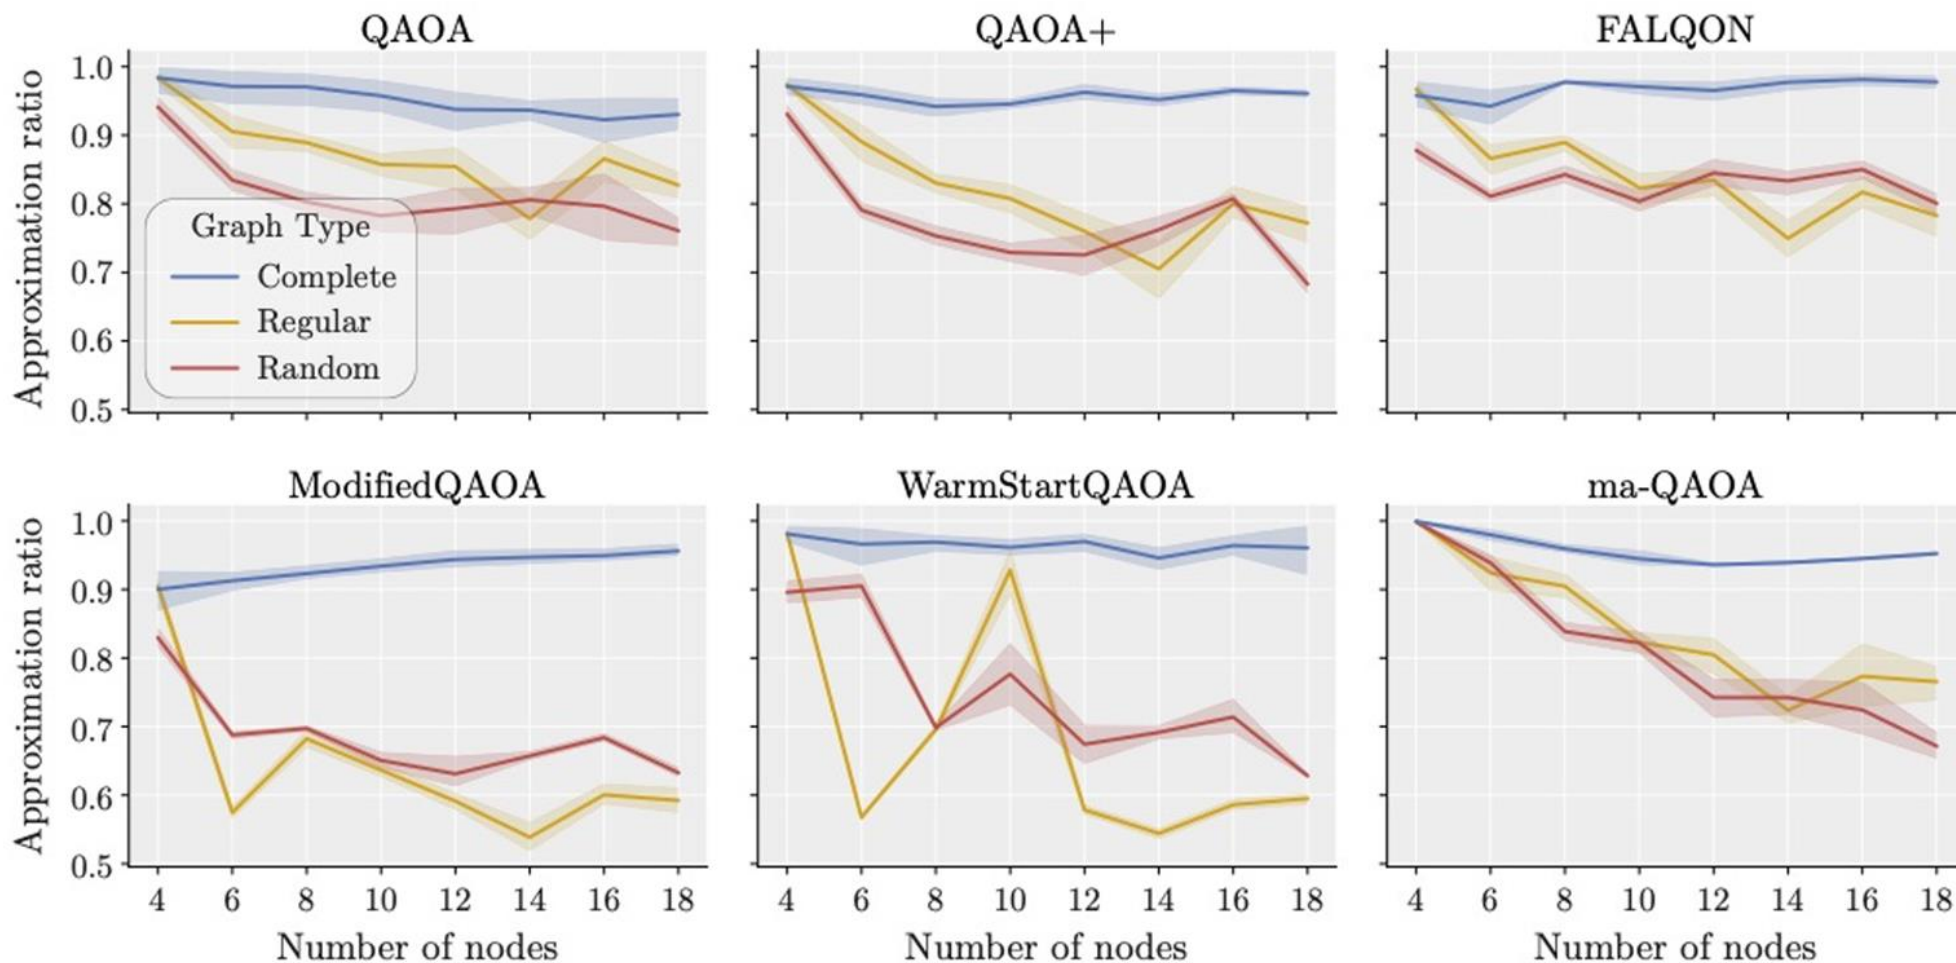 QAOA
QAOA+
FALQON
Approximation ratio
1.0
0.9
0.8
0.7
0.6
0.5
Graph Type
Complete
Regular
Random
ModifiedQAOA
WarmStartQAOA
ma-QAOA
Approximation ratio
1.0
0.9
0.8
0.7
0.6
0.5
4 6 8 10 12 14 16 18
4 6 8 10 12 14 16 18
4 6 8 10 12 14 16 18
Number of nodes
Number of nodes
Number of nodes